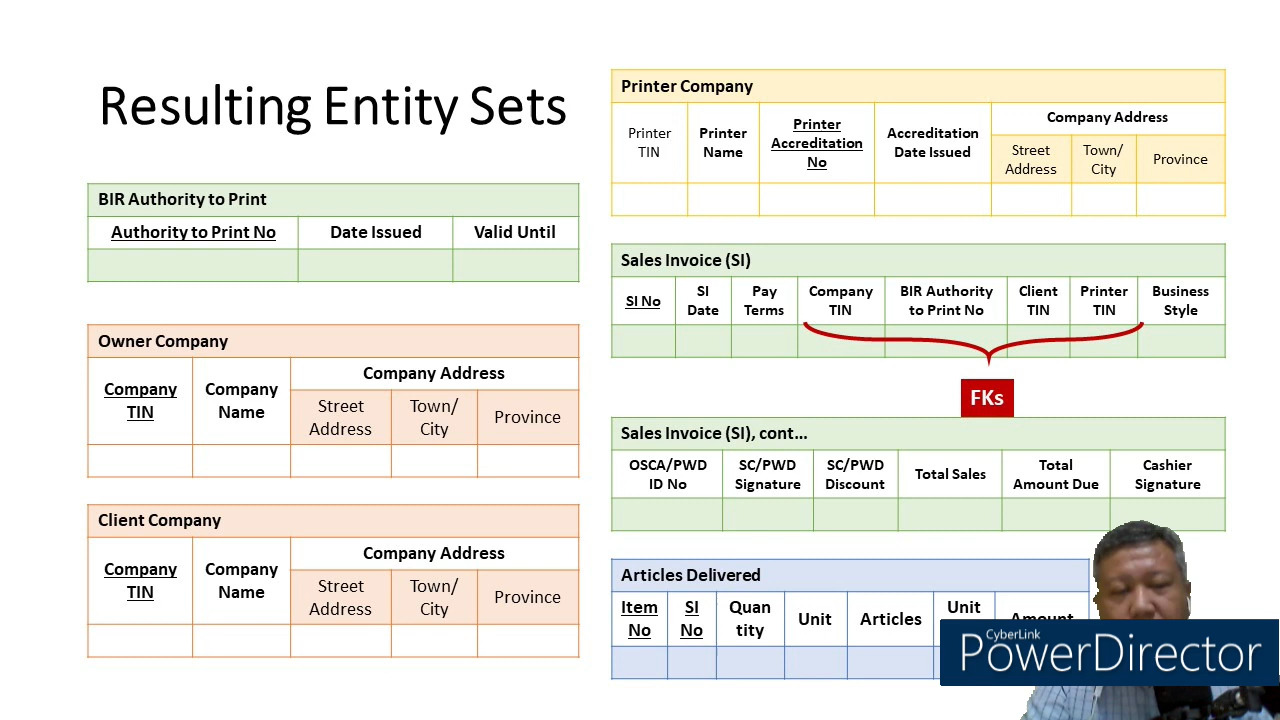 Resulting Entity Sets
BIR Authority to Print
Authority to Print No
Date Issued
Valid Until
Owner Company
Company
TIN
Company
Name
Company Address
Street
Address
Town/
City
Province
Client Company
Company
TIN
Company
Name
Company Address
Street
Address
Town/
City
Province
Printer Company
Printer
TIN
Printer
Name
Printer
Accreditation
No
Accreditation
Date Issued
Company Address
Street
Address
Town/
City
Province
Sales Invoice (SI)
SI No
SI
Date
Pay
Terms
Company
TIN
BIR Authority
to Print No
Client
TIN
Printer
TIN
Business
Style
FKs
Sales Invoice (SI), cont...
OSCA/PWD
ID No
SC/PWD
Signature
SC/PWD
Discount
Total Sales
Total
Amount Due
Cashier
Signature
Articles Delivered
Item
No
SI
No
Quan
tity
Unit
Articles
Unit
Amount
CyberLink
PowerDirector